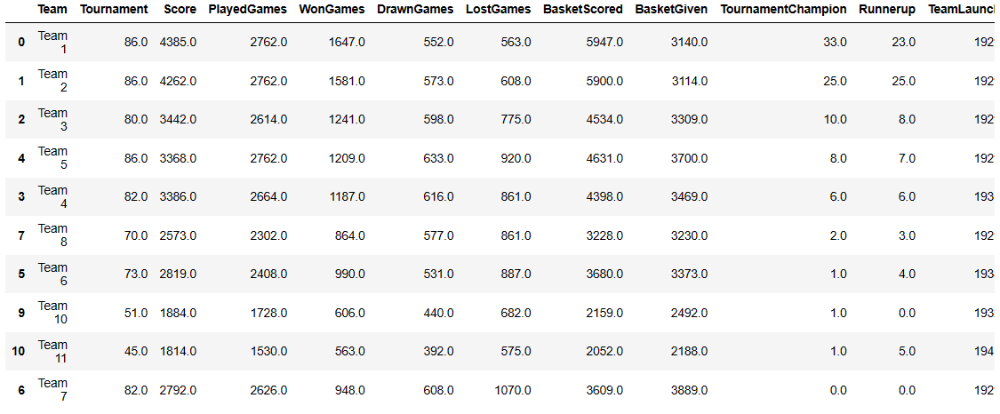 Team Tournament Score PlayedGames WonGames DrawnGames LostGames BasketScored BasketGiven TournamentChampion Runnerup TeamLaunc
0 Team 1 86.0 4385.0 2762.0 1647.0 552.0 563.0 5947.0 3140.0 33.0 23.0 192
1 Team 2 86.0 4262.0 2762.0 1581.0 573.0 608.0 5900.0 3114.0 25.0 25.0 192
2 Team 3 80.0 3442.0 2614.0 1241.0 598.0 775.0 4534.0 3309.0 10.0 8.0 192
4 Team 5 86.0 3368.0 2762.0 1209.0 633.0 920.0 4631.0 3700.0 8.0 7.0 192
3 Team 4 82.0 3386.0 2664.0 1187.0 616.0 861.0 4398.0 3469.0 6.0 6.0 193
7 Team 8 70.0 2573.0 2302.0 864.0 577.0 861.0 3228.0 3230.0 2.0 3.0 192
5 Team 6 73.0 2819.0 2408.0 990.0 531.0 887.0 3680.0 3373.0 1.0 4.0 193
9 Team 10 51.0 1884.0 1728.0 606.0 440.0 682.0 2159.0 2492.0 1.0 0.0 193
10 Team 11 45.0 1814.0 1530.0 563.0 392.0 575.0 2052.0 2188.0 1.0 5.0 194
6 Team 7 82.0 2792.0 2626.0 948.0 608.0 1070.0 3609.0 3889.0 0.0 0.0 192